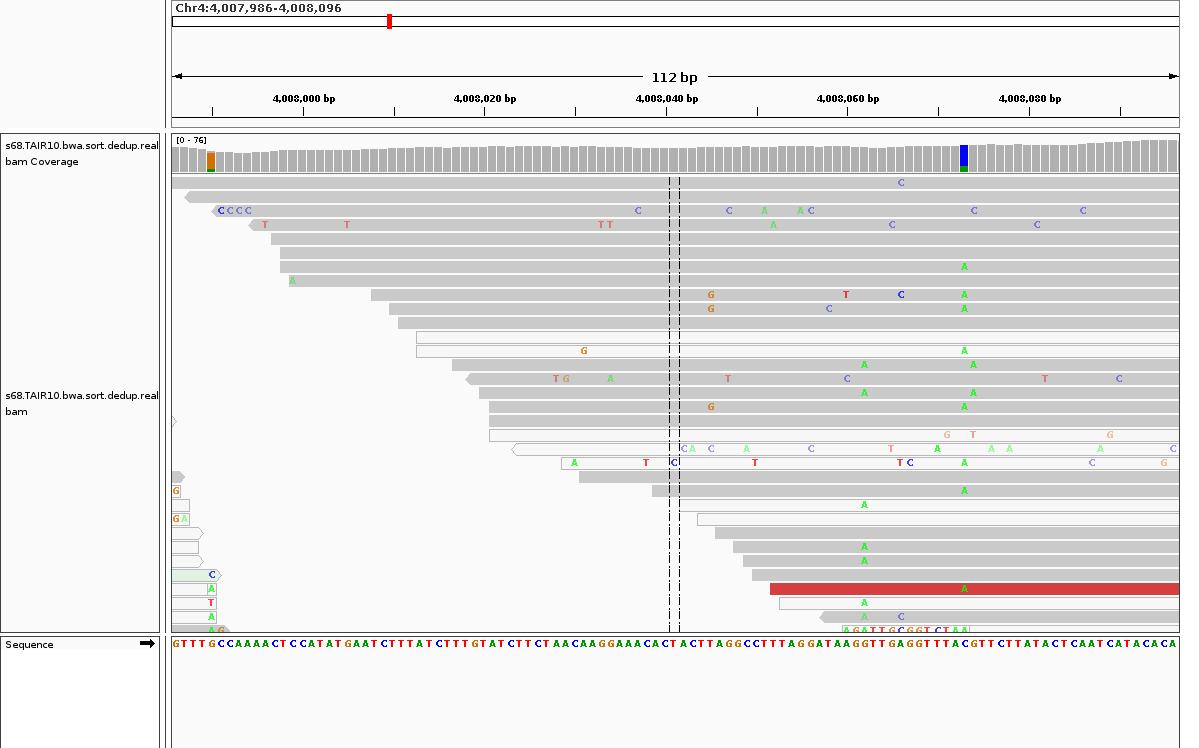 Chr4:4,007,986-4,008,096
112 bp
4,008,000 bp 4,008,020 bp 4,008,040 bp 4,008,060 bp 4,008,080 bp
s68.TAIR10.bwa.sort.dedup.real
bam Coverage
[0 - 76]
C
C C C C C C A A C C C
T T T T A C C
A
A
G T C A
G C A
G A
A A
T G A T C T C
A A
s68.TAIR10.bwa.sort.dedup.real
bam
G A
G T G
C A C A C T A A A A C
A T C T T C A C G
G A
A
G A
A
A
C
A A
T A
A A C
Sequence
GTTTGCCAAAACTCCATATGAATCTTTATCTTTGTATCTTCTAACAAGGAAACACTACTTAGGCCTTTAGGATAAGGTTGAGGTTTACGTTCTTATACTCAATCATACACA